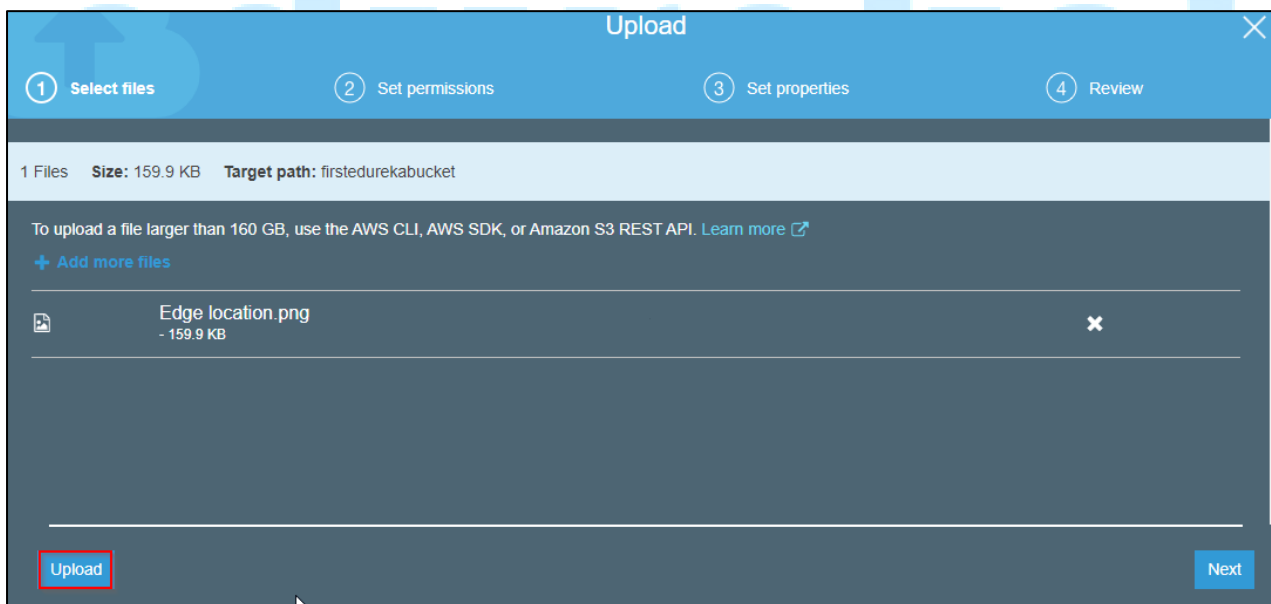 Upload
1 Select files 2 Set permissions 3 Set properties 4 Review
1 Files Size: 159.9 KB Target path: firstedurekabucket
To upload a file larger than 160 GB, use the AWS CLI, AWS SDK, or Amazon S3 REST API. Learn more
Add more files
Edge location.png
- 159.9 KB
Upload Next